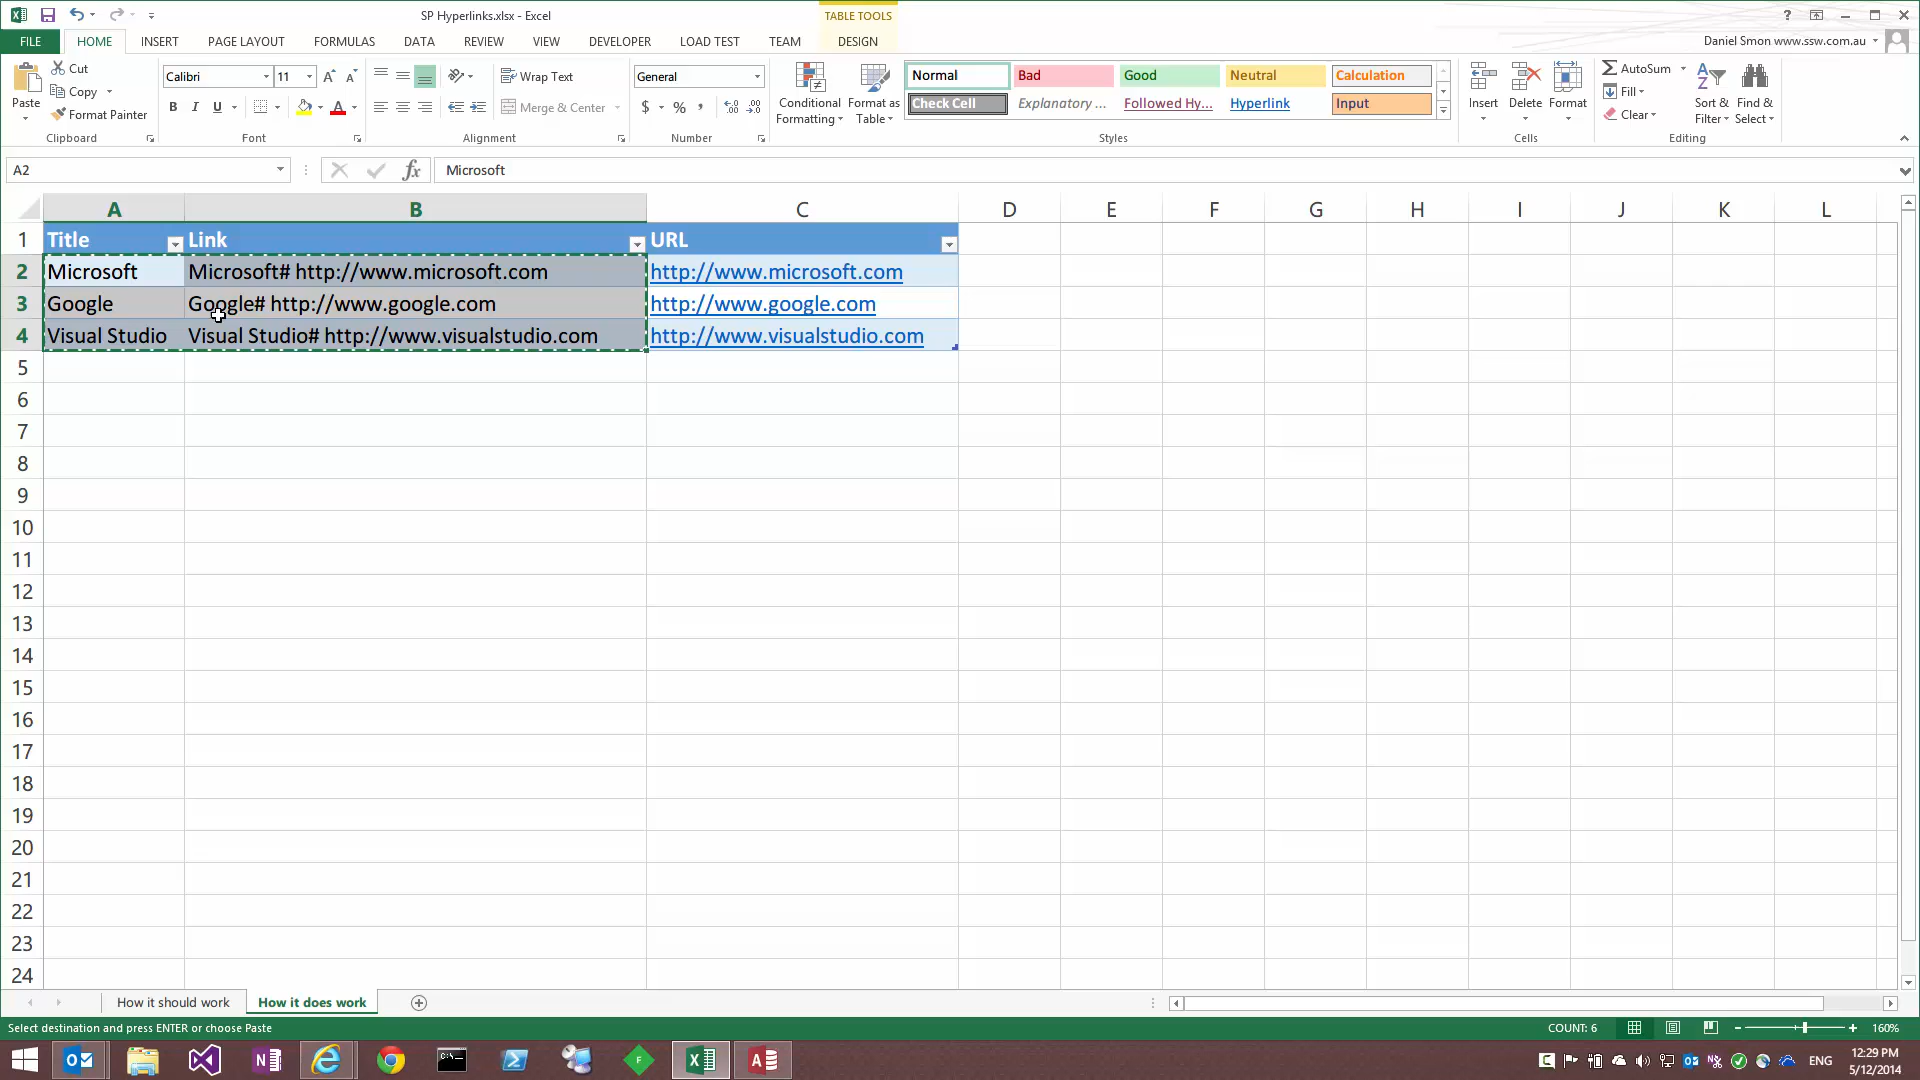 SP Hyperlinks.xlsx - Excel
TABLE TOOLS
FILE HOME INSERT PAGE LAYOUT FORMULAS DATA REVIEW VIEW DEVELOPER LOAD TEST TEAM DESIGN
Daniel Smon www.ssw.com.au
Cut
Copy
Format Painter
Paste
Clipboard
Calibri 11
B I U
Font
Wrap Text
Merge & Center
Alignment
General
$ % ,
Number
Conditional Formatting
Format as Table
Normal Bad Good Neutral Calculation
Check Cell Explanatory ... Followed Hy... Hyperlink Input
Styles
Insert Delete Format
Cells
AutoSum
Fill
Clear
Sort & Filter
Find & Select
Editing
A2
fx
Microsoft
A B C D E F G H I J K L
1 Title Link URL
2 Microsoft Microsoft# http://www.microsoft.com http://www.microsoft.com
3 Google Google# http://www.google.com http://www.google.com
4 Visual Studio Visual Studio# http://www.visualstudio.com http://www.visualstudio.com
5
6
7
8
9
10
11
12
13
14
15
16
17
18
19
20
21
22
23
24
How it should work How it does work
Select destination and press ENTER or choose Paste
COUNT: 6
160%
ENG
12:29 PM
5/12/2014